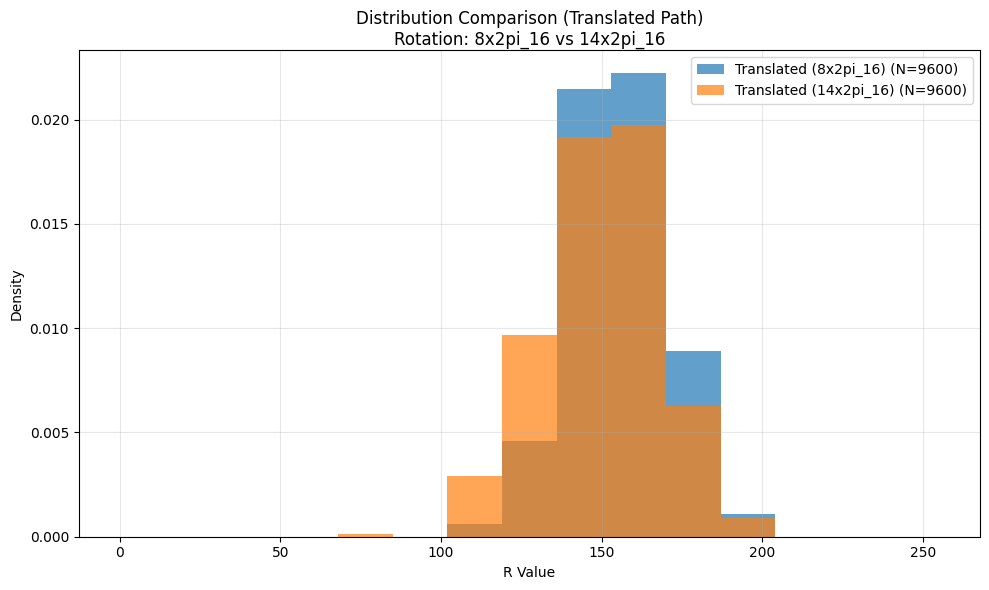 Distribution Comparison (Translated Path)
Rotation: 8x2pi_16 vs 14x2pi_16
Translated (8x2pi_16) (N=9600)
Translated (14x2pi_16) (N=9600)
Density
0.020
0.015
0.010
0.005
0.000
0 50 100 150 200 250
R Value